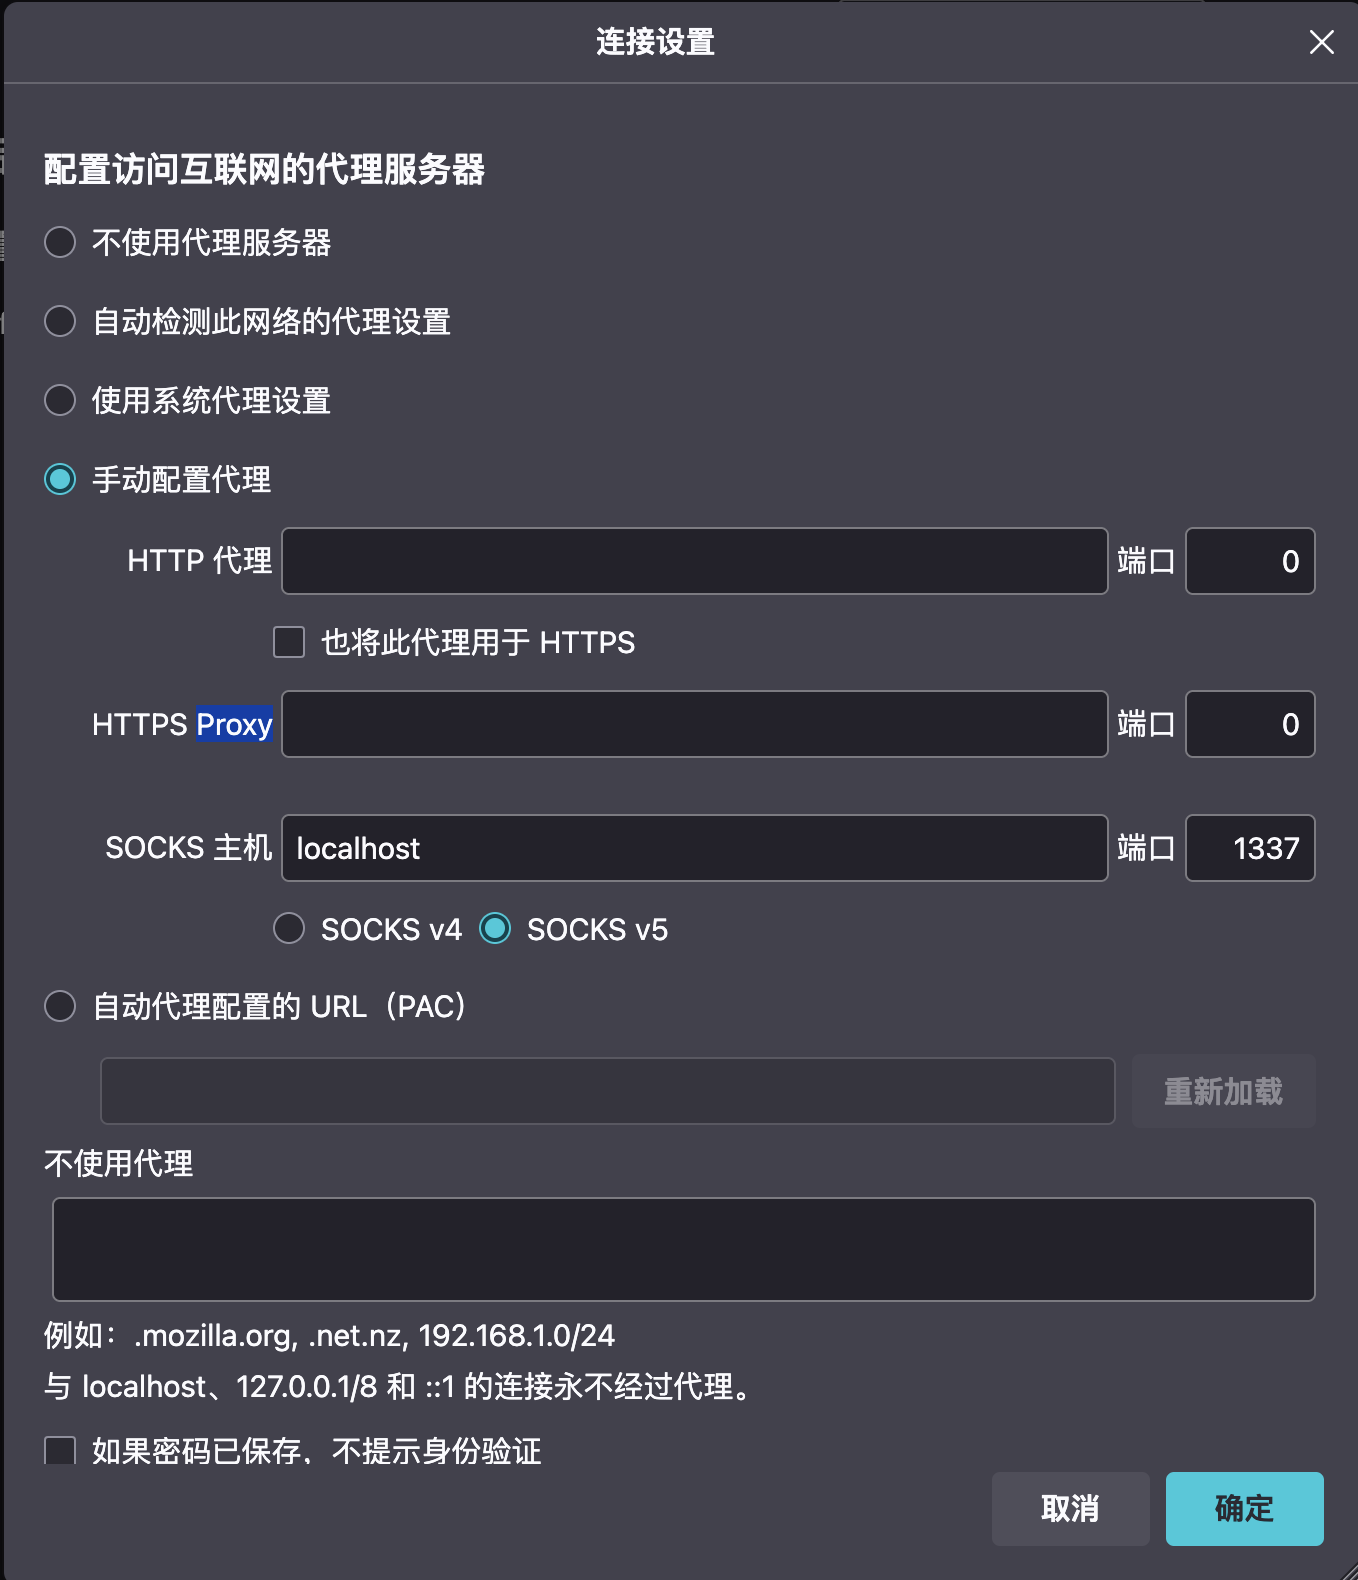 连接设置
配置访问互联网的代理服务器
不使用代理服务器
自动检测此网络的代理设置
使用系统代理设置
手动配置代理
HTTP 代理 端口 0
也将此代理用于 HTTPS
HTTPS Proxy 端口 0
SOCKS 主机 localhost 端口 1337
SOCKS v4 SOCKS v5
自动代理配置的 URL（PAC）
重新加载
不使用代理
例如：.mozilla.org, .net.nz, 192.168.1.0/24
与 localhost、127.0.0.1/8 和 ::1 的连接永不经过代理。
如果密码已保存，不提示身份验证
取消 确定